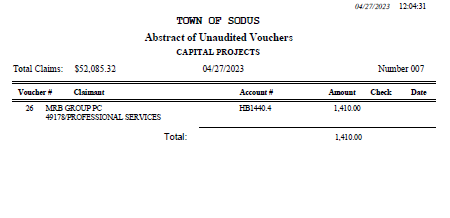 04/27/2023 12:04:31
TOWN OF SODUS
Abstract of Unaudited Vouchers
CAPITAL PROJECTS
Total Claims: $52,085.32 04/27/2023 Number 007
Voucher # Claimant Account # Amount Check Date
26 MRB GROUP PC HB1440.4 1,410.00
49178/PROFESSIONAL SERVICES
Total: 1,410.00